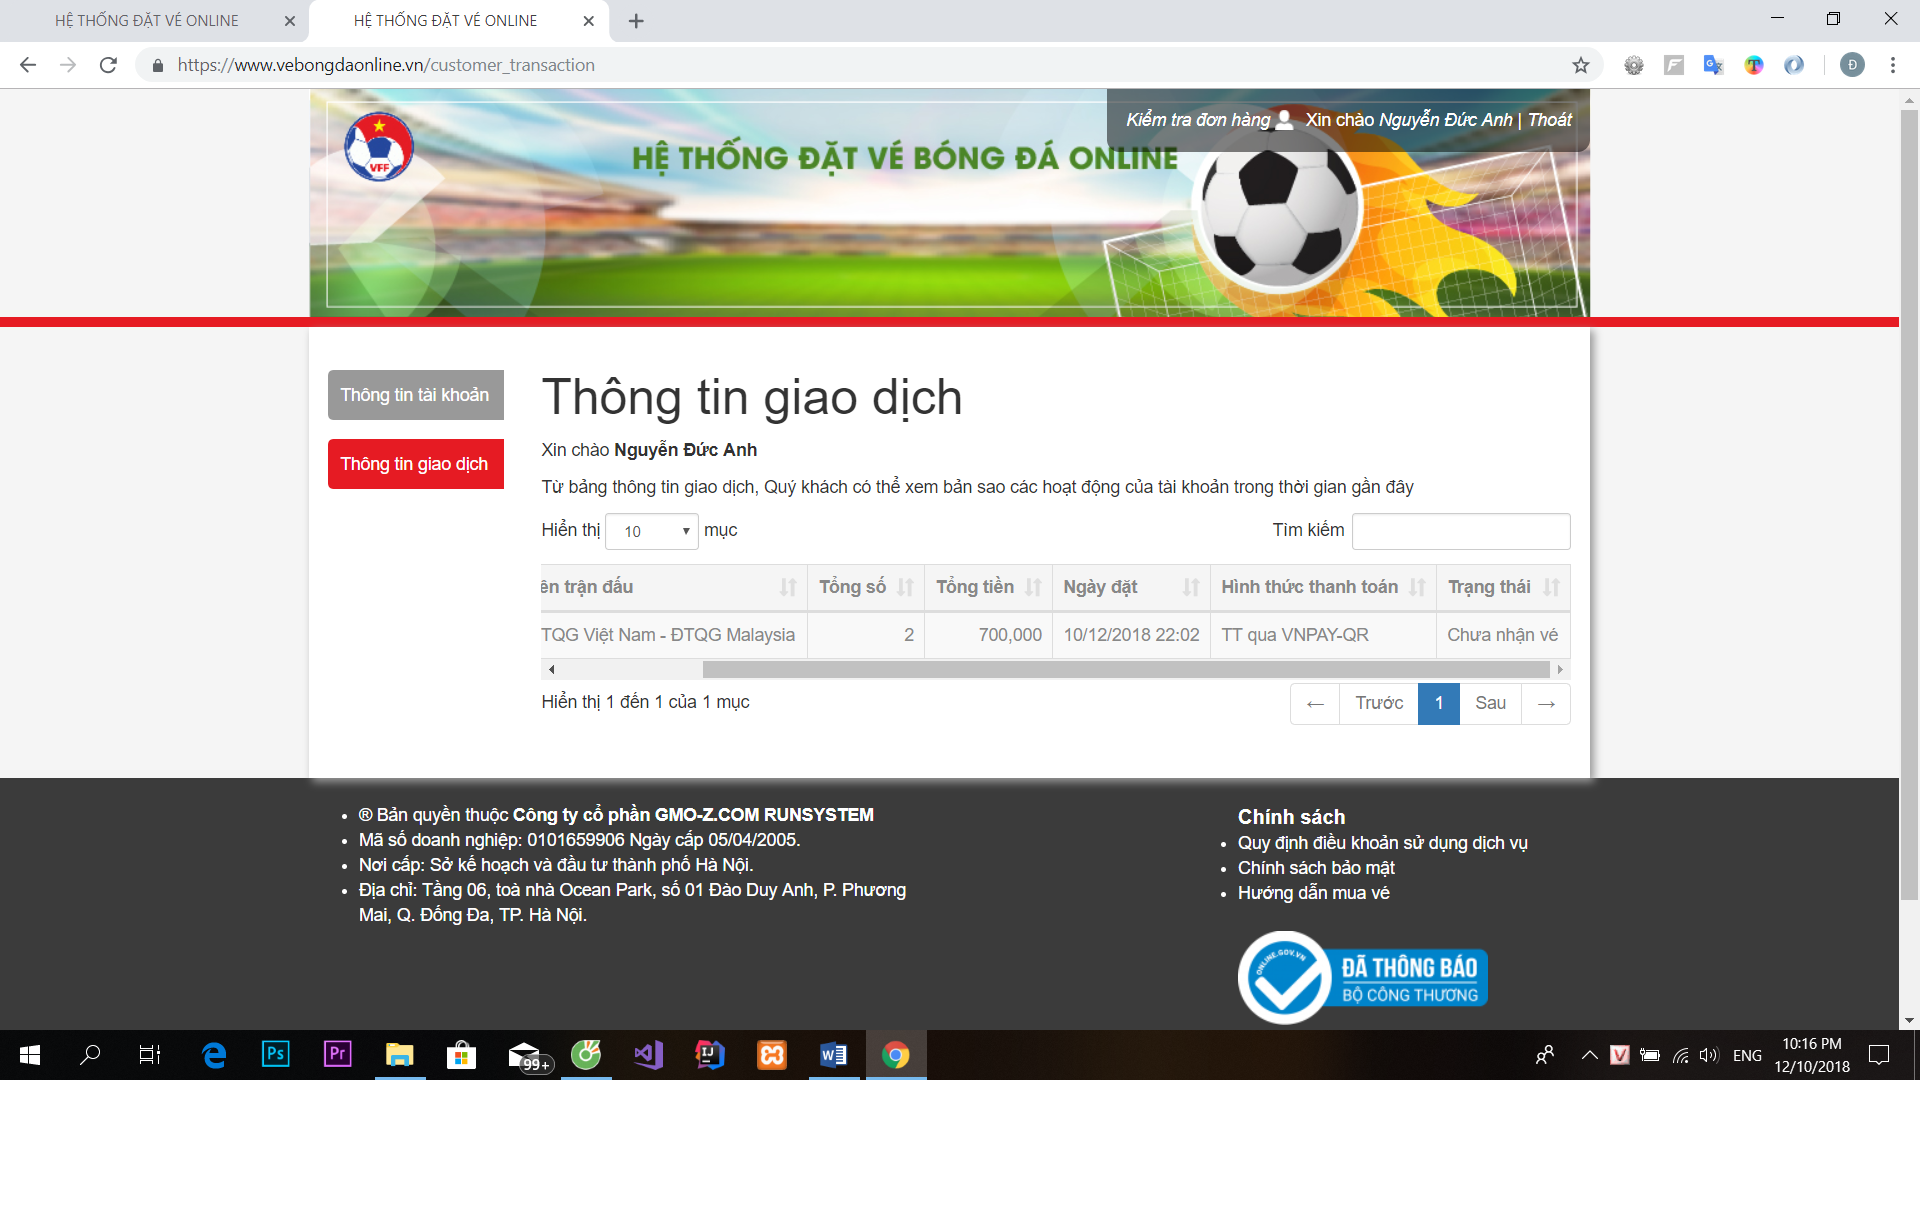 HỆ THỐNG ĐẶT VÉ ONLINE
HỆ THỐNG ĐẶT VÉ ONLINE
https://www.vebongdaonline.vn/customer_transaction
Đ
Kiểm tra đơn hàng Xin chào Nguyễn Đức Anh | Thoát
VFF
HỆ THỐNG ĐẶT VÉ BÓNG ĐÁ ONLINE
Thông tin tài khoản
Thông tin giao dịch
Thông tin giao dịch
Xin chào Nguyễn Đức Anh
Từ bảng thông tin giao dịch, Quý khách có thể xem bản sao các hoạt động của tài khoản trong thời gian gần đây
Hiển thị 10 mục
Tìm kiếm
ên trận đấu Tổng số Tổng tiền Ngày đặt Hình thức thanh toán Trạng thái
TQG Việt Nam - ĐTQG Malaysia 2 700,000 10/12/2018 22:02 TT qua VNPAY-QR Chưa nhận vé
Hiển thị 1 đến 1 của 1 mục
← Trước 1 Sau →
® Bản quyền thuộc Công ty cổ phần GMO-Z.COM RUNSYSTEM
Mã số doanh nghiệp: 0101659906 Ngày cấp 05/04/2005.
Nơi cấp: Sở kế hoạch và đầu tư thành phố Hà Nội.
Địa chỉ: Tầng 06, toà nhà Ocean Park, số 01 Đào Duy Anh, P. Phương
Mai, Q. Đống Đa, TP. Hà Nội.
Chính sách
Quy định điều khoản sử dụng dịch vụ
Chính sách bảo mật
Hướng dẫn mua vé
ONLINE.GOV.VN
ĐÃ THÔNG BÁO
BỘ CÔNG THƯƠNG
Ps
Pr
99+
IJ
W
V
ENG
10:16 PM
12/10/2018